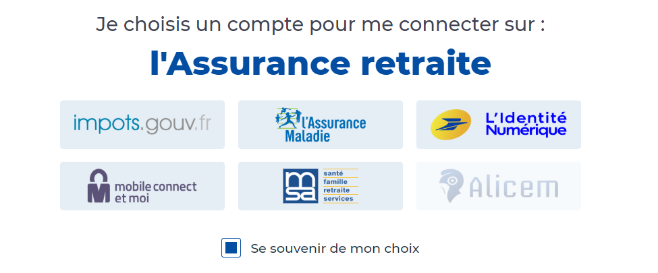 Je choisis un compte pour me connecter sur :
l'Assurance retraite
impots.gouv.fr
l'Assurance
Maladie
L'Identité
Numérique
mobile connect
et moi
msa
santé
famille
retraite
services
Alicem
Se souvenir de mon choix